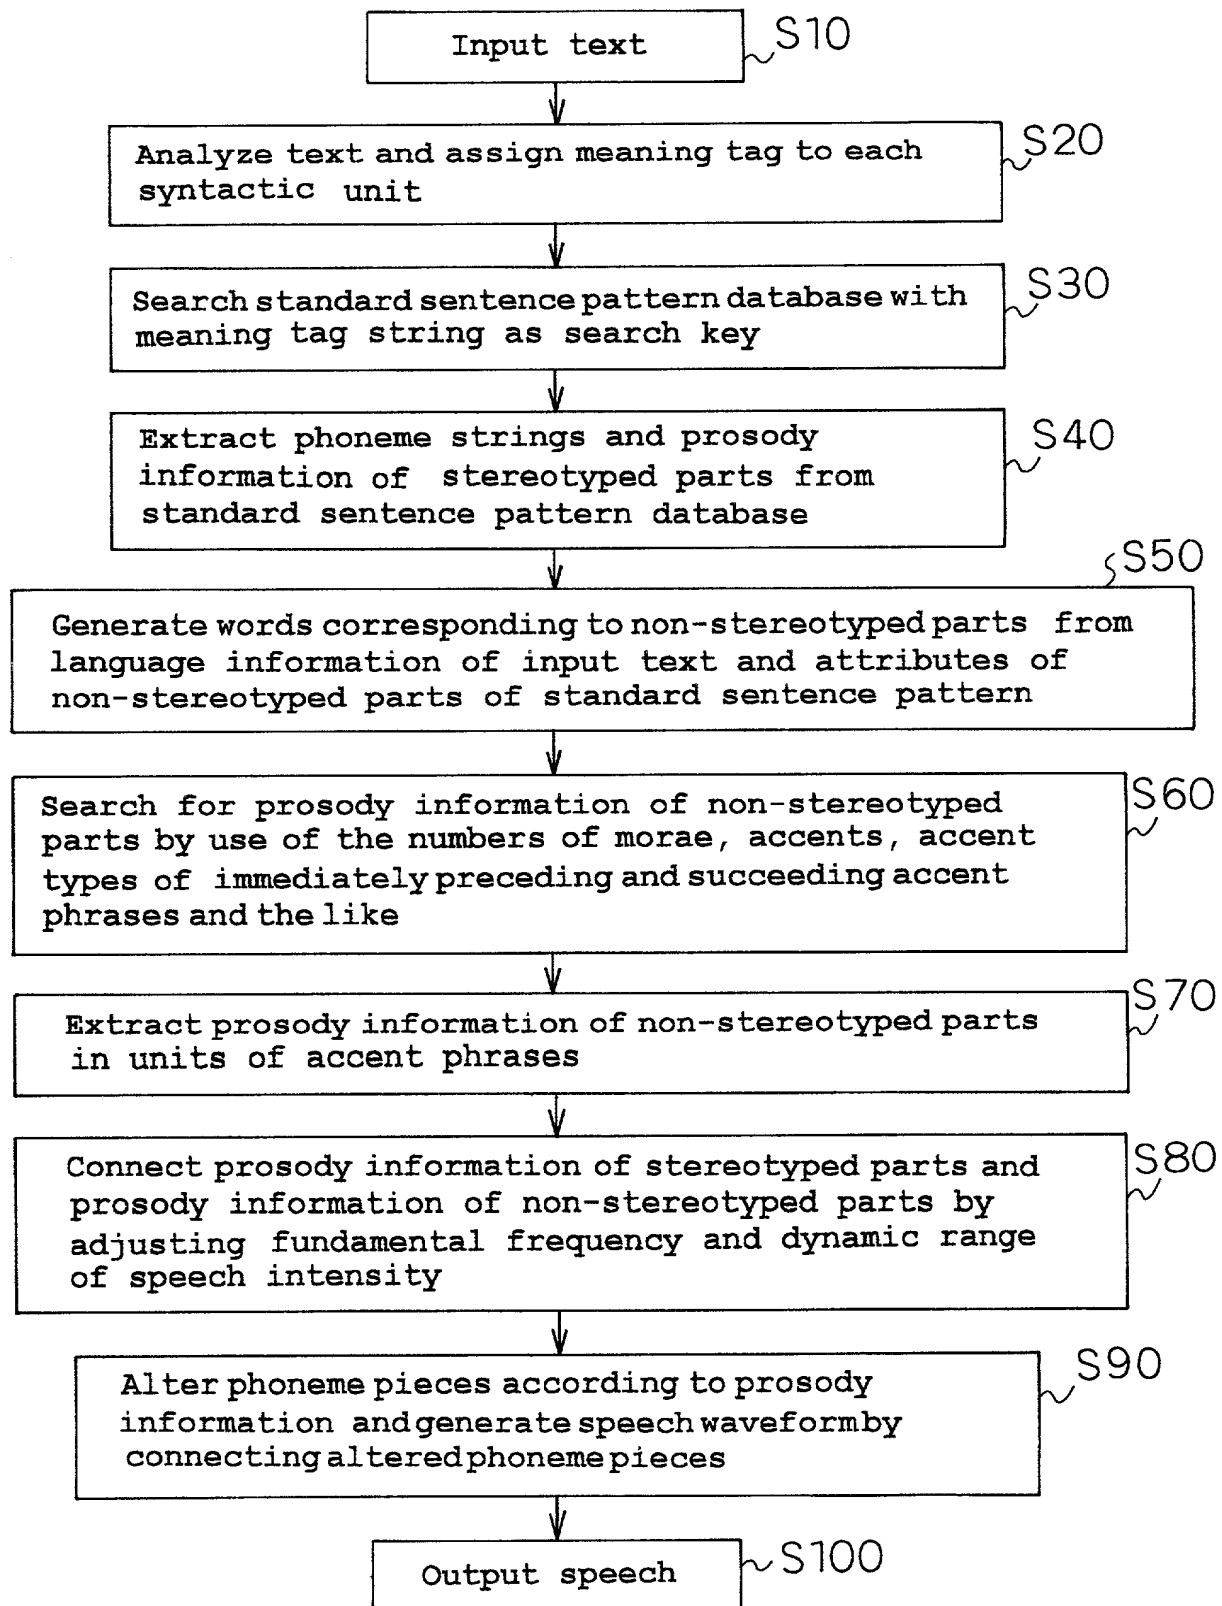 Input text
S10
Analyze text and assign meaning tag to each
syntactic unit
S20
Search standard sentence pattern database with
meaning tag string as search key
S30
Extract phoneme strings and prosody
information of stereotyped parts from
standard sentence pattern database
S40
S50
Generate words corresponding to non-stereotyped parts from
language information of input text and attributes of
non-stereotyped parts of standard sentence pattern
Search for prosody information of non-stereotyped
parts by use of the numbers of morae, accents, accent
types of immediately preceding and succeeding accent
phrases and the like
S60
Extract prosody information of non-stereotyped parts
in units of accent phrases
S70
Connect prosody information of stereotyped parts and
prosody information of non-stereotyped parts by
adjusting fundamental frequency and dynamic range
of speech intensity
S80
Alter phoneme pieces according to prosody
information and generate speech waveform by
connecting altered phoneme pieces
S90
Output speech
S100